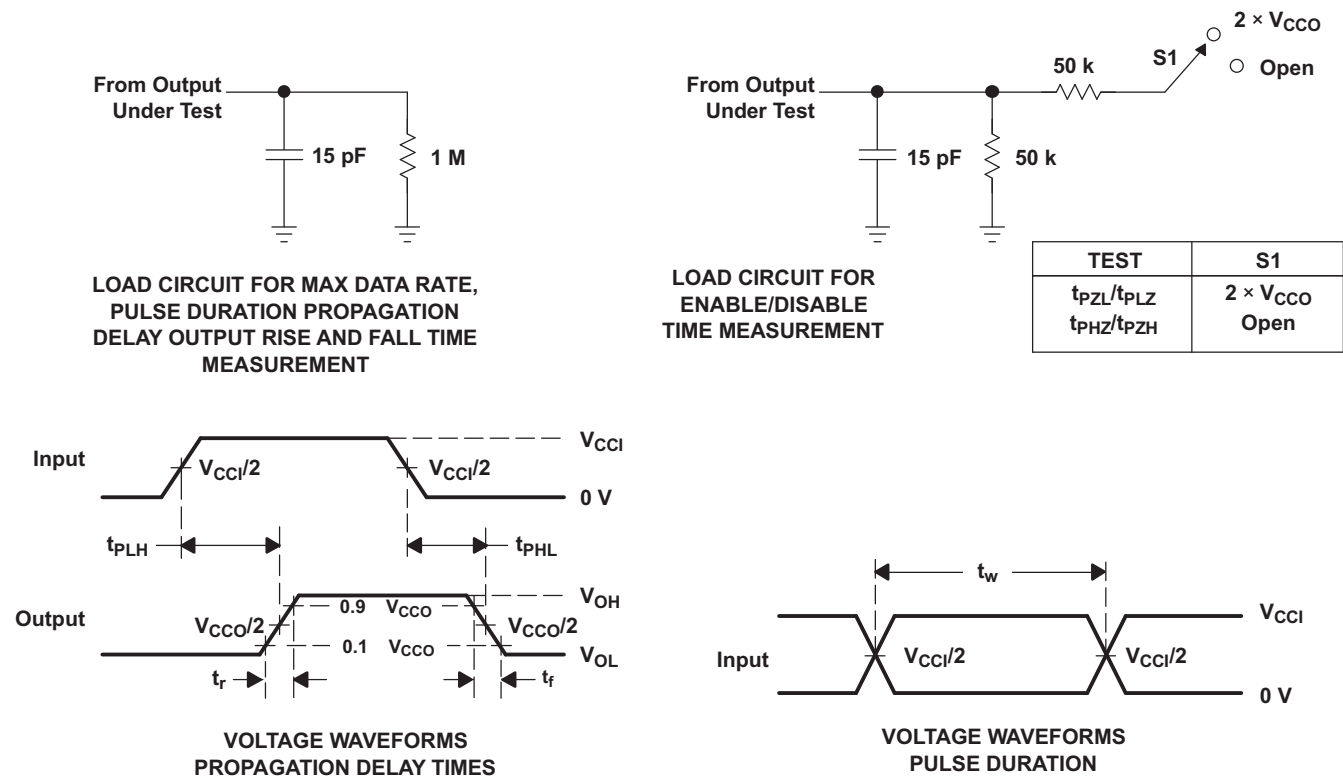 From Output
Under Test
15 pF
1 M
LOAD CIRCUIT FOR MAX DATA RATE,
PULSE DURATION PROPAGATION
DELAY OUTPUT RISE AND FALL TIME
MEASUREMENT
From Output
Under Test
15 pF
50 k
50 k
S1
2 × VCCO
Open
LOAD CIRCUIT FOR
ENABLE/DISABLE
TIME MEASUREMENT
TEST S1
tPZL/tPLZ 2 × VCCO
tPHZ/tPZH Open
Input
VCCI/2
VCCI/2
VCCI
0 V
tPLH
tPHL
Output
VCCO/2
0.9 VCCO
0.1 VCCO
VCCO/2
VOH
VOL
tr
tf
VOLTAGE WAVEFORMS
PROPAGATION DELAY TIMES
tw
Input
VCCI/2
VCCI/2
VCCI
0 V
VOLTAGE WAVEFORMS
PULSE DURATION